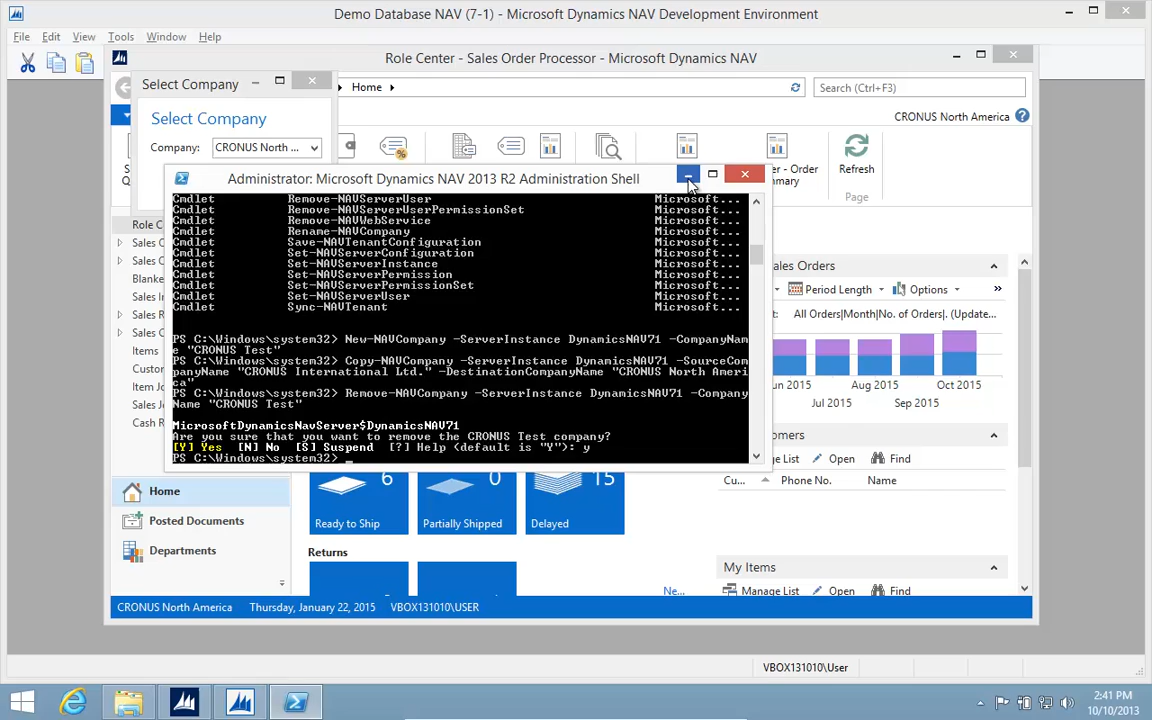 Demo Database NAV (7-1) - Microsoft Dynamics NAV Development Environment
File Edit View Tools Window Help
Role Center - Sales Order Processor - Microsoft Dynamics NAV
Select Company
Home
Search (Ctrl+F3)
Select Company
CRONUS North America
Company: CRONUS North ...
- Order
mmary
Refresh
Page
Administrator: Microsoft Dynamics NAV 2013 R2 Administration Shell
Cmdlet Remove-NAVServerUser Microsoft...
Cmdlet Remove-NAVServerUserPermissionSet Microsoft...
Cmdlet Remove-NAVWebService Microsoft...
Cmdlet Rename-NAVCompany Microsoft...
Cmdlet Save-NAVTenantConfiguration Microsoft...
Cmdlet Set-NAVServerConfiguration Microsoft...
Cmdlet Set-NAVServerInstance Microsoft...
Cmdlet Set-NAVServerPermission Microsoft...
Cmdlet Set-NAVServerPermissionSet Microsoft...
Cmdlet Set-NAVServerUser Microsoft...
Cmdlet Sync-NAVTenant Microsoft...
PS C:\Windows\system32> New-NAVCompany -ServerInstance DynamicsNAV71 -CompanyNam
e "CRONUS Test"
PS C:\Windows\system32> Copy-NAVCompany -ServerInstance DynamicsNAV71 -SourceCom
panyName "CRONUS International Ltd." -DestinationCompanyName "CRONUS North Ameri
ca"
PS C:\Windows\system32> Remove-NAVCompany -ServerInstance DynamicsNAV71 -Company
Name "CRONUS Test"
MicrosoftDynamicsNavServer$DynamicsNAV71
Are you sure that you want to remove the CRONUS Test company?
[Y] Yes [N] No [S] Suspend [?] Help (default is "Y"): y
PS C:\Windows\system32> _
S
Q
Role C
Sales C
Sales C
Blanke
Sales In
Sales R
Sales C
Items
Custom
Item Jo
Sales Jo
Cash R
ales Orders
Period Length Options »
t: All Orders|Month|No. of Orders|. (Update...
un 2015 Aug 2015 Oct 2015
Jul 2015 Sep 2015
omers
ge List Open Find
Cu... Phone No. Name
Home
Posted Documents
Departments
6
Ready to Ship
0
Partially Shipped
15
Delayed
Returns
Ne...
My Items
Manage List Open Find
CRONUS North America Thursday, January 22, 2015 VBOX131010\USER
VBOX131010\User
2:41 PM
10/10/2013